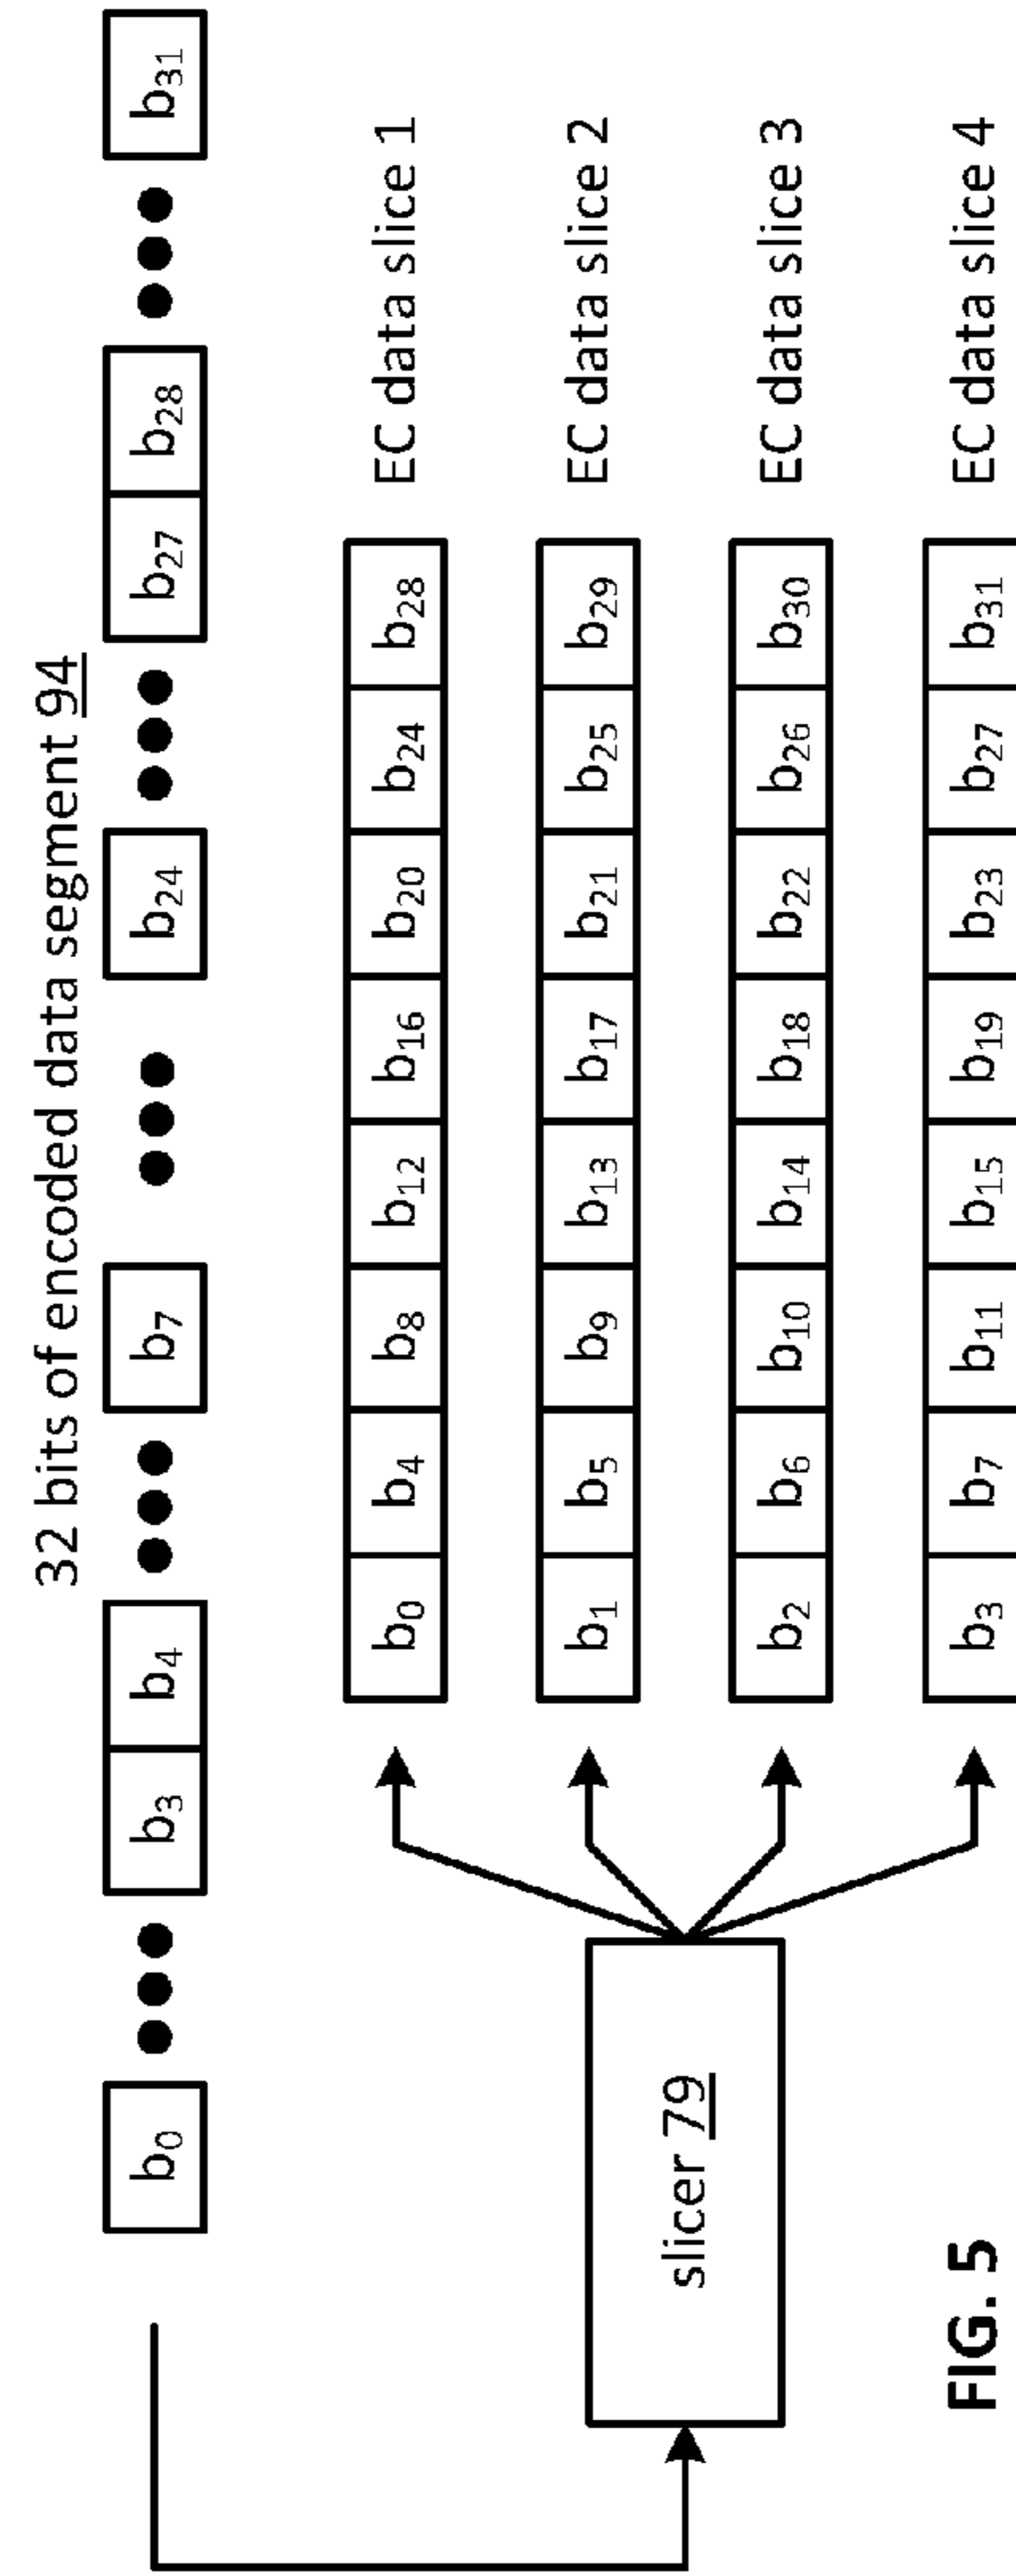 32 bits of encoded data segment 94
b0 ●●● b3 b4 ●●● b7 ●●● b24 ●●● b27 b28 ●●● b31
b0 b4 b8 b12 b16 b20 b24 b28 EC data slice 1
b1 b5 b9 b13 b17 b21 b25 b29 EC data slice 2
slicer 79
b2 b6 b10 b14 b18 b22 b26 b30 EC data slice 3
b3 b7 b11 b15 b19 b23 b27 b31 EC data slice 4
FIG. 5